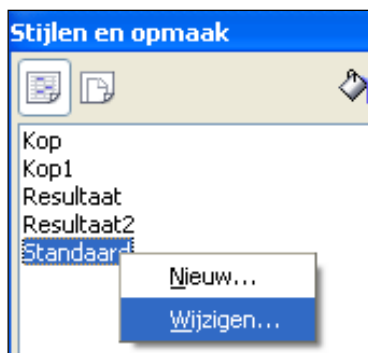 Stijlen en opmaak
Kop
Kop1
Resultaat
Resultaat2
Standaard
Nieuw...
Wijzigen...